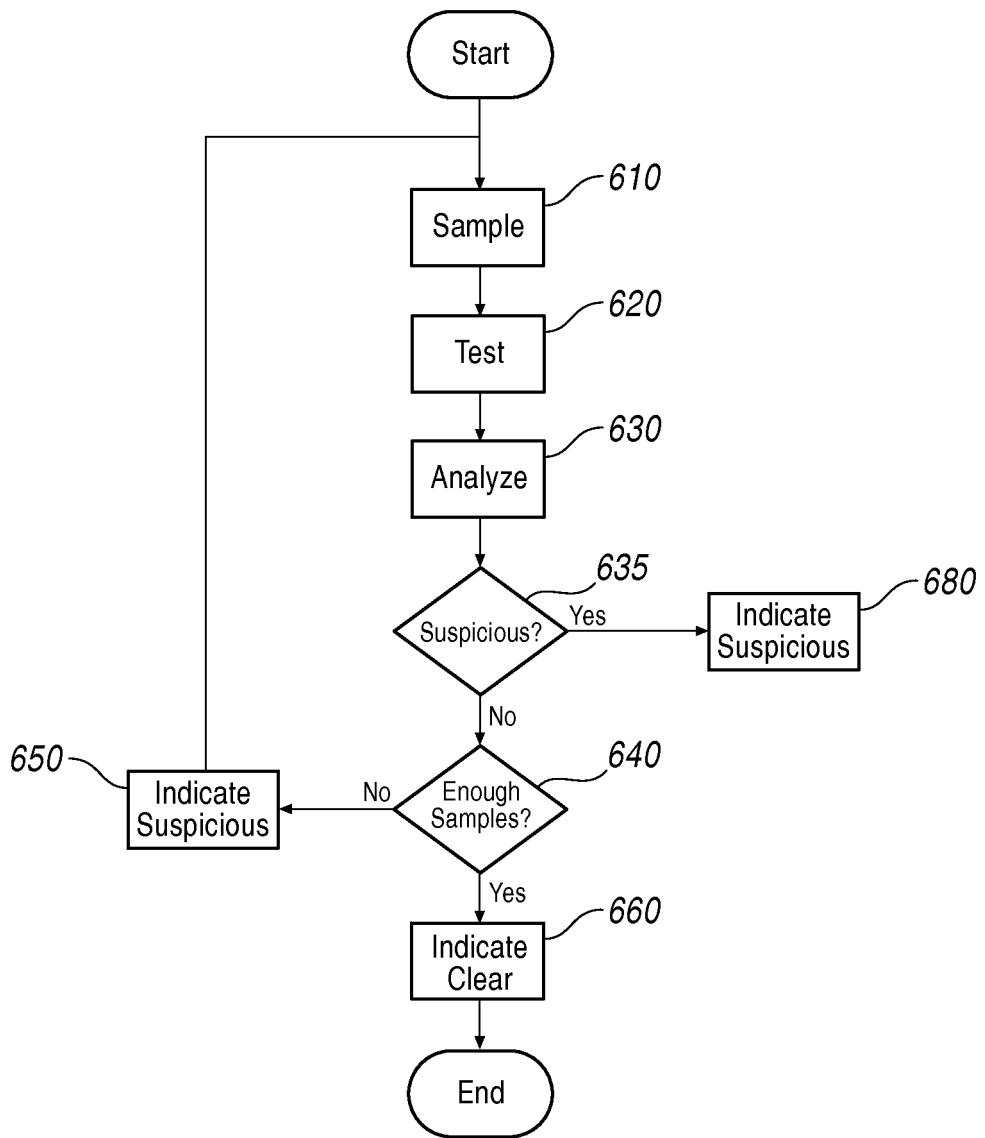 Start
610
Sample
620
Test
630
Analyze
635
Suspicious?
Yes
680
Indicate
Suspicious
No
650
Indicate
Suspicious
No
640
Enough
Samples?
Yes
660
Indicate
Clear
End